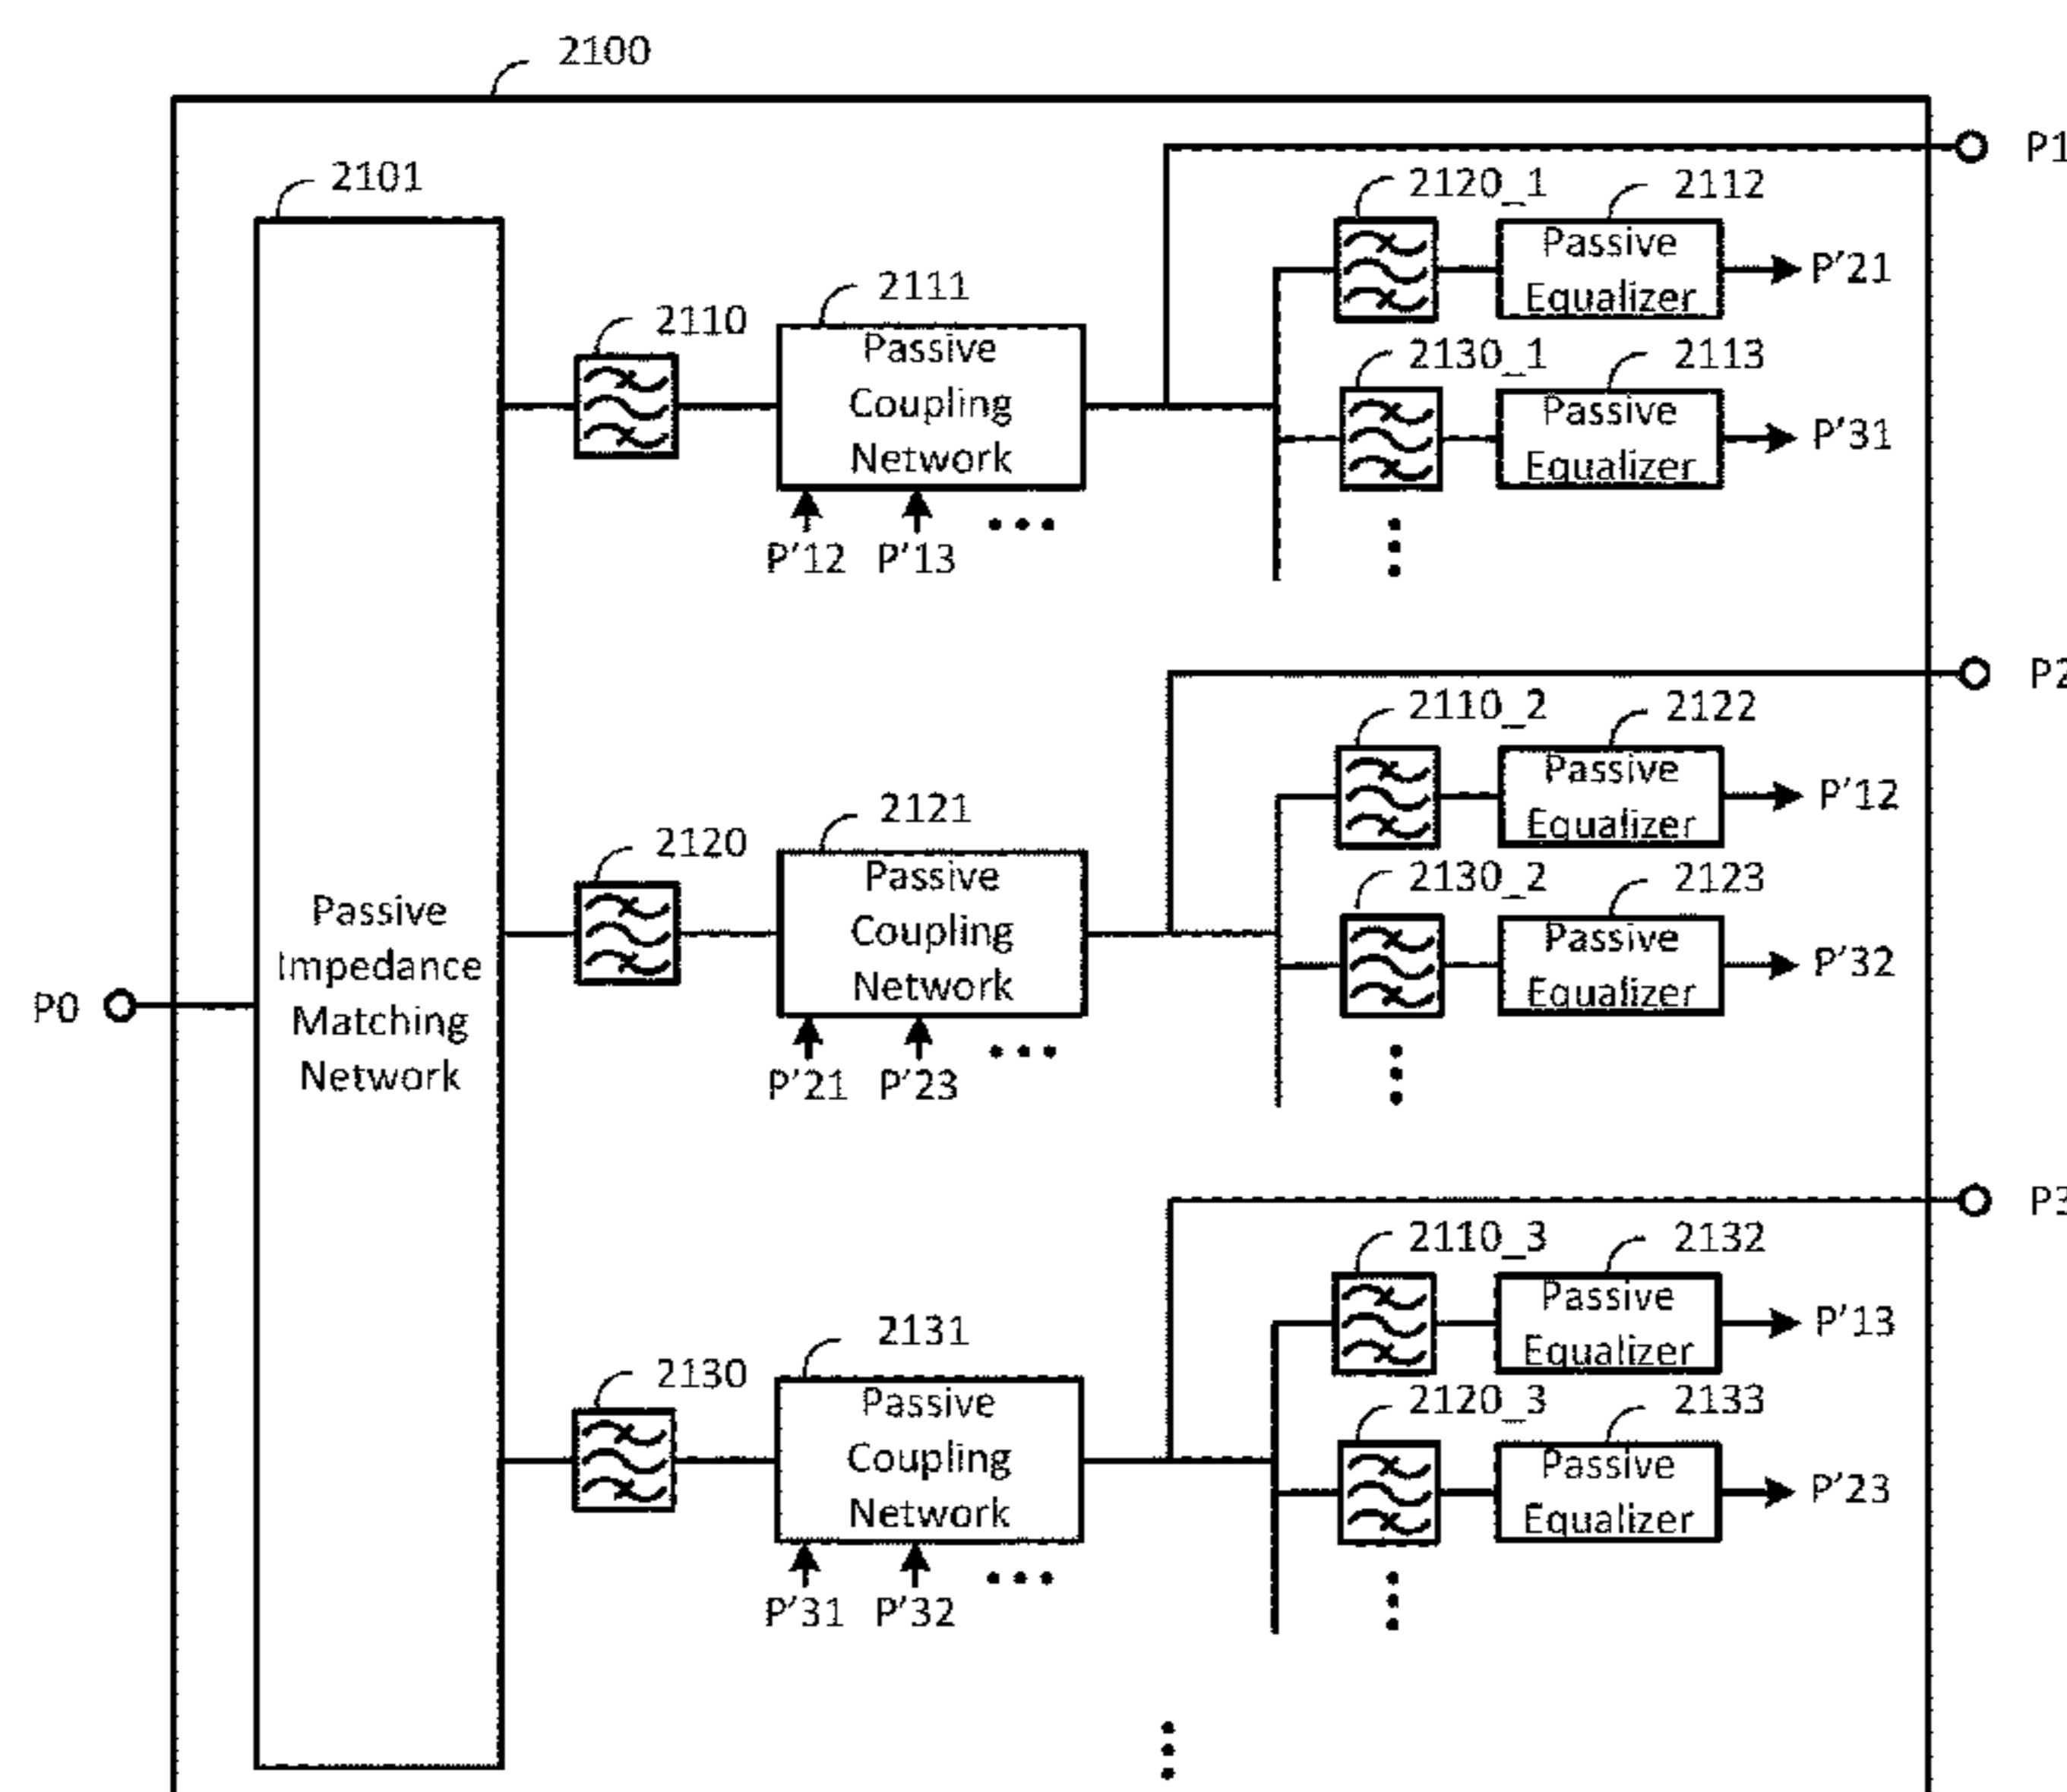 2100
P1
2101
2120_1
2112
Passive
Equalizer
P'21
2110
2111
Passive
Coupling
Network
2130_1
2113
Passive
Equalizer
P'31
P'12 P'13
P2
2110_2
2122
Passive
Equalizer
P'12
2120
2121
Passive
Coupling
Network
2130_2
2123
Passive
Equalizer
P'32
P0
Passive
Impedance
Matching
Network
P'21 P'23
P3
2110_3
2132
Passive
Equalizer
P'13
2130
2131
Passive
Coupling
Network
2120_3
2133
Passive
Equalizer
P'23
P'31 P'32